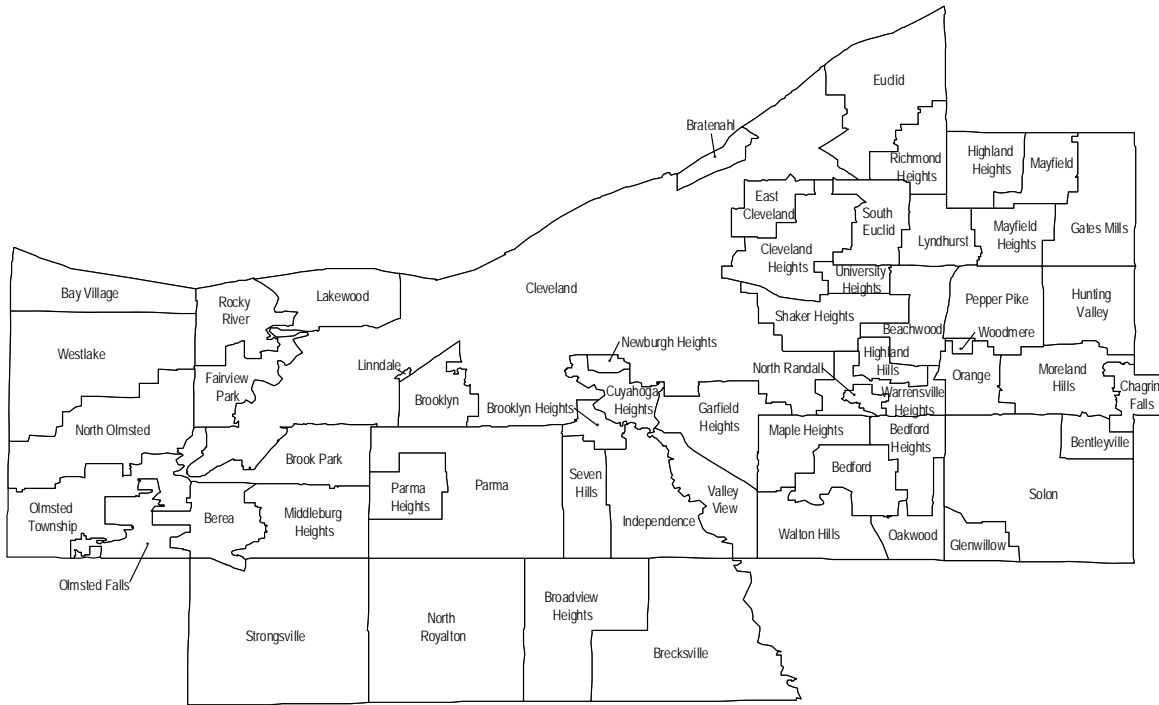 Euclid
Bratenahl
Richmond
Heights
Highland
Heights
Mayfield
East
Cleveland
South
Euclid
Lyndhurst
Mayfield
Heights
Gates Mills
Cleveland
Heights
University
Heights
Bay Village
Rocky
River
Lakewood
Cleveland
Shaker Heights
Beachwood
Pepper Pike
Woodmere
Hunting
Valley
Westlake
Fairview
Park
Linndale
Brooklyn
Newburgh Heights
Brooklyn Heights
Cuyahoga
Heights
North Randall
Highland
Hills
Warrensville
Heights
Orange
Moreland
Hills
Chagrin
Falls
North Olmsted
Garfield
Heights
Maple Heights
Bedford
Heights
Bentleyville
Brook Park
Parma
Heights
Parma
Seven
Hills
Bedford
Solon
Olmsted
Township
Berea
Middleburg
Heights
Independence
Valley
View
Walton Hills
Oakwood
Glenwillow
Olmsted Falls
Strongsville
North
Royalton
Broadview
Heights
Brecksville